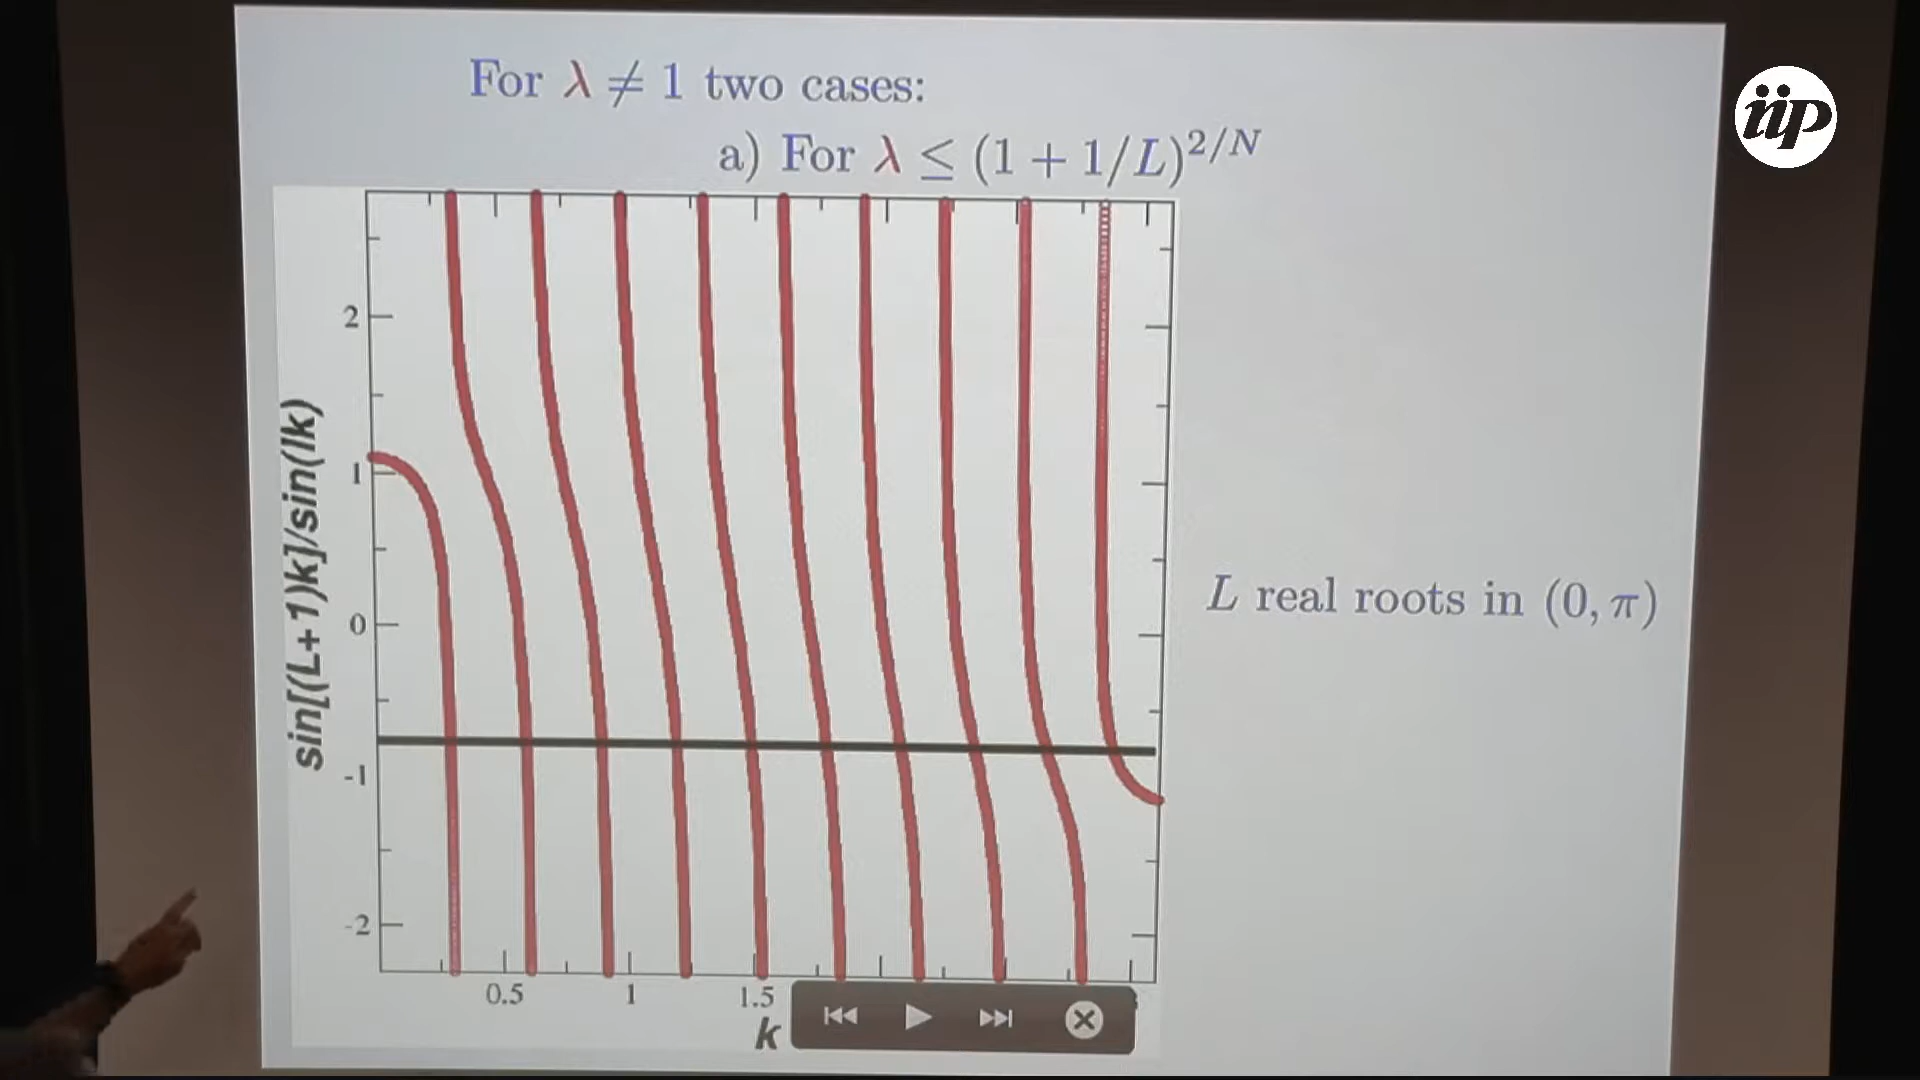 For λ ≠ 1 two cases:
a) For λ ≤ (1 + 1/L)^{2/N}
iip
2
1
0
-1
-2
sin[(L+1)k]/sin(lk)
L real roots in (0, π)
0.5
1
1.5
k